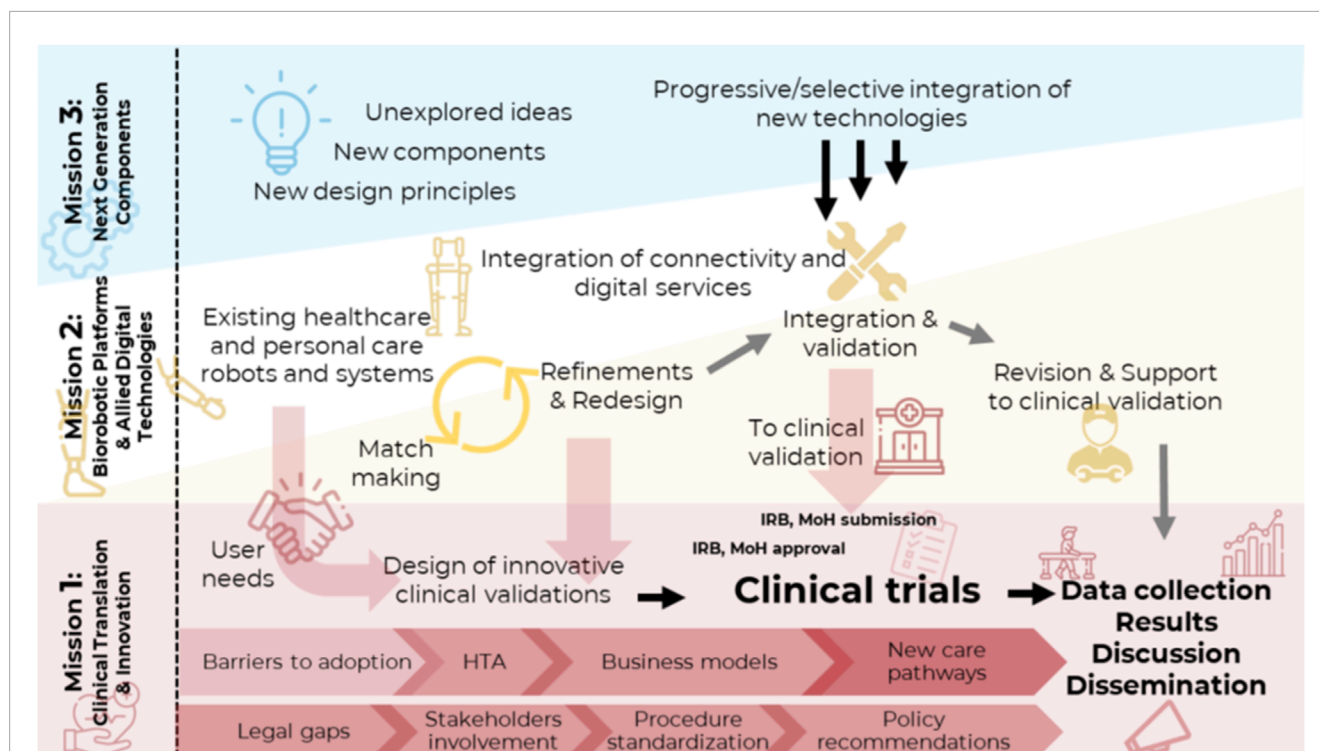 Mission 3:
Next Generation
Components
Unexplored ideas
New components
New design principles
Progressive/selective integration of
new technologies
Mission 2:
Biorobotic Platforms
& Allied Digital
Technologies
Existing healthcare
and personal care
robots and systems
Integration of connectivity and
digital services
Match
making
Refinements
& Redesign
Integration &
validation
Revision & Support
to clinical validation
To clinical
validation
Mission 1:
Clinical Translation
& Innovation
User
needs
Design of innovative
clinical validations
IRB, MoH submission
IRB, MoH approval
Clinical trials
Data collection
Results
Discussion
Dissemination
Barriers to adoption
HTA
Business models
New care
pathways
Legal gaps
Stakeholders
involvement
Procedure
standardization
Policy
recommendations